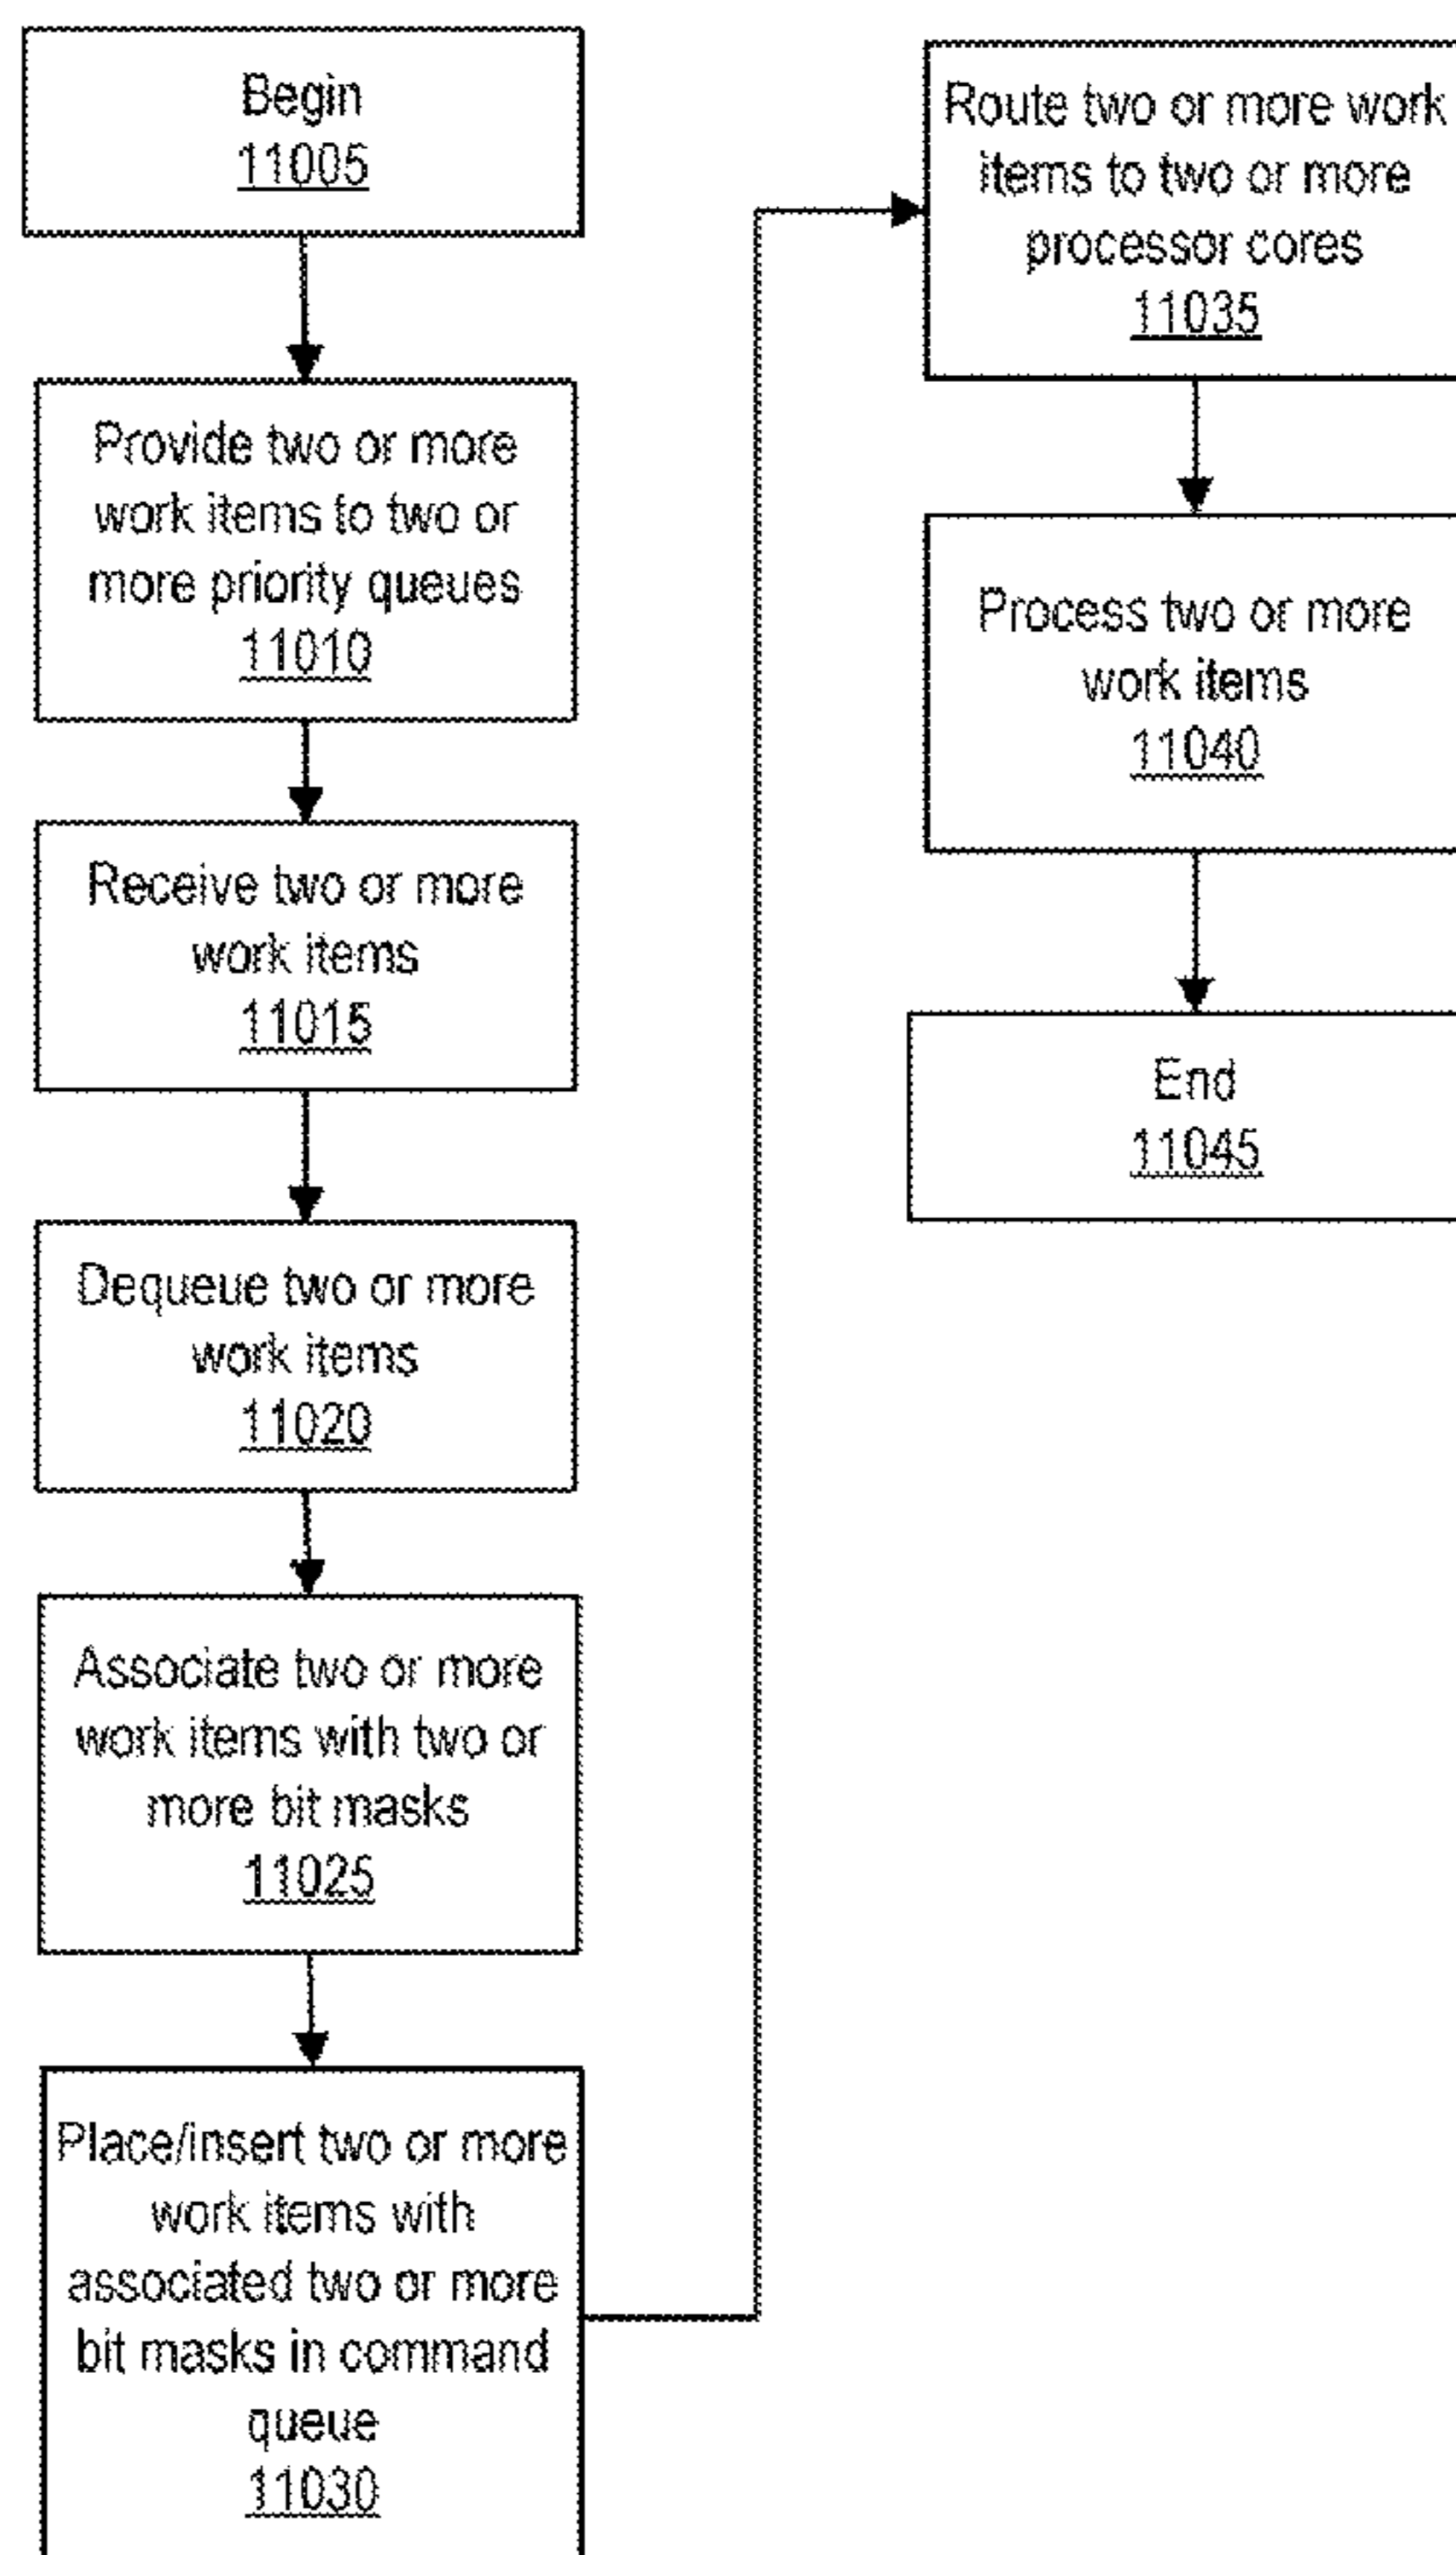 Begin
11005
Provide two or more
work items to two or
more priority queues
11010
Receive two or more
work items
11015
Dequeue two or more
work items
11020
Associate two or more
work items with two or
more bit masks
11025
Place/insert two or more
work items with
associated two or more
bit masks in command
queue
11030
Route two or more work
items to two or more
processor cores
11035
Process two or more
work items
11040
End
11045